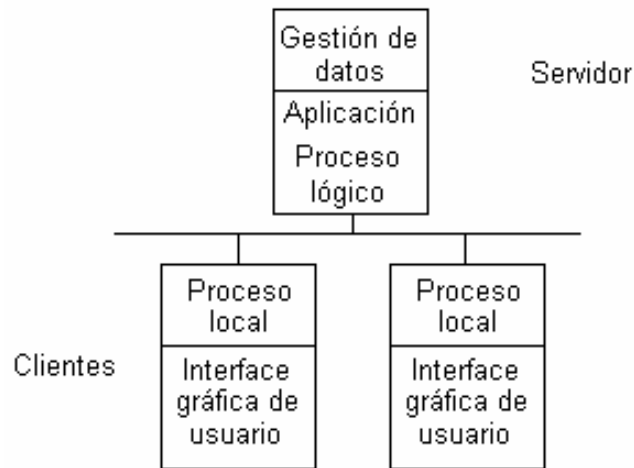 Gestión de
datos
Servidor
Aplicación
Proceso
lógico
Proceso
local
Proceso
local
Clientes
Interface
gráfica de
usuario
Interface
gráfica de
usuario